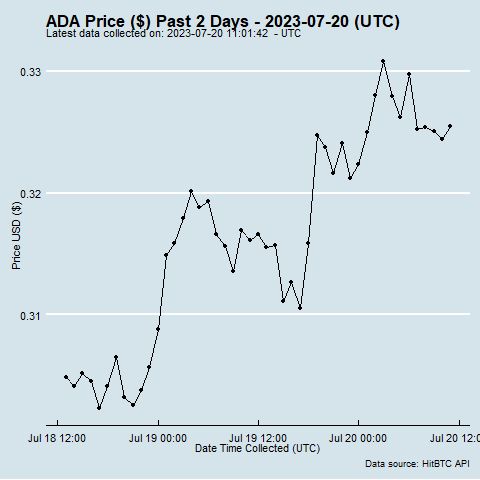 ADA Price ($) Past 2 Days - 2023-07-20 (UTC)
Latest data collected on: 2023-07-20 11:01:42 - UTC
0.33
0.32
0.31
Price USD ($)
Jul 18 12:00 Jul 19 00:00 Jul 19 12:00 Jul 20 00:00 Jul 20 12:0
Date Time Collected (UTC)
Data source: HitBTC API